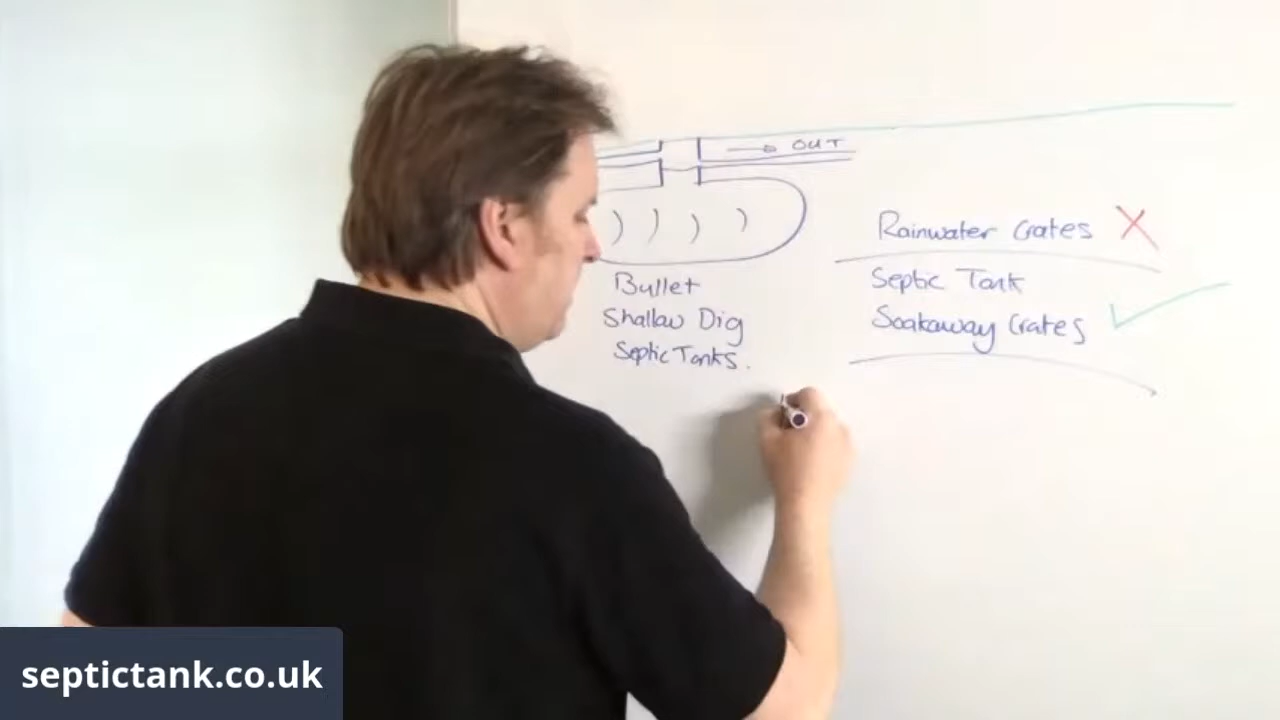 OUT
Bullet
Shallow Dig
Septic Tanks.
Rainwater Crates X
Septic Tank
Soakaway Crates ✓
septictank.co.uk